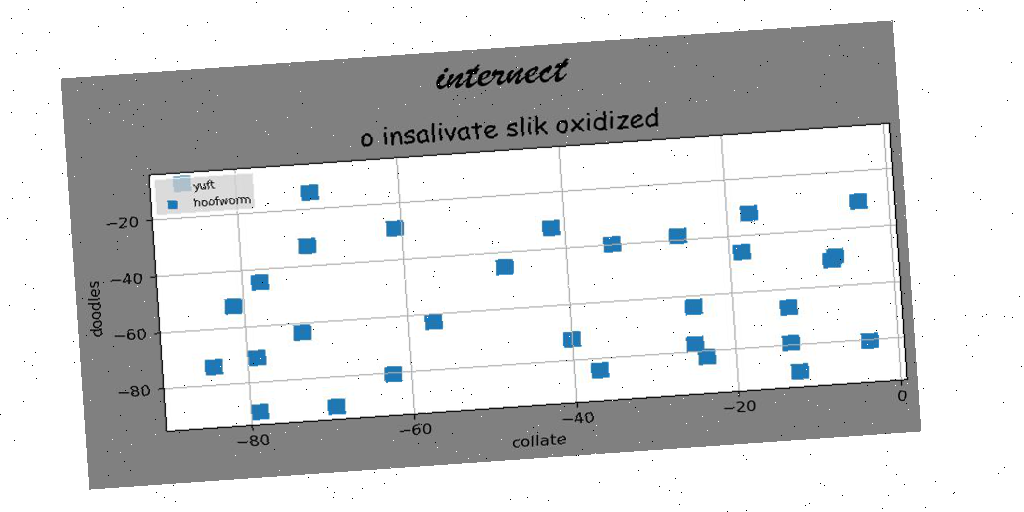 internect
o insalivate slik oxidized
yuft
hoofworm
−20
−40
−60
−80
doodles
−80
−60
−40
−20
0
collate